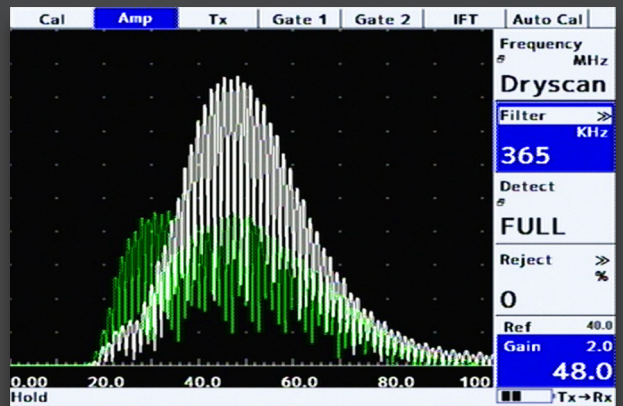 Cal Amp Tx Gate 1 Gate 2 IFT Auto Cal
Frequency
MHz
Dryscan
Filter »
KHz
365
Detect
FULL
Reject »
%
0
Ref 40.0
Gain 2.0
48.0
0.00 20.0 40.0 60.0 80.0 100
Hold
Tx→Rx